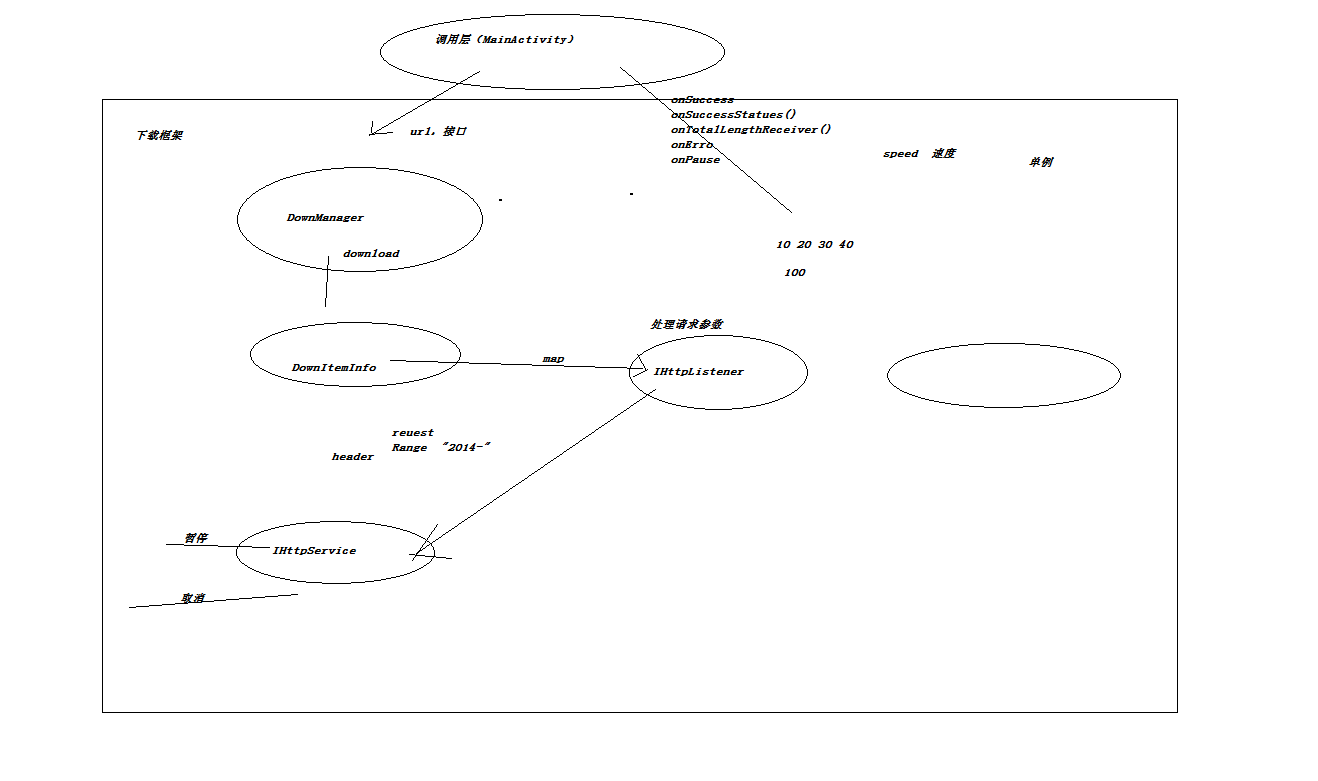 调用层（MainActivity）
onSuccess
onSuccessStatues()
onTotalLengthReceiver()
onErro
onPause
下载框架
url，接口
speed 速度
单例
DownManager
download
10 20 30 40
100
处理请求参数
DownItemInfo
map
IHttpListener
reuest
Range "2014-"
header
暂停
IHttpService
取消